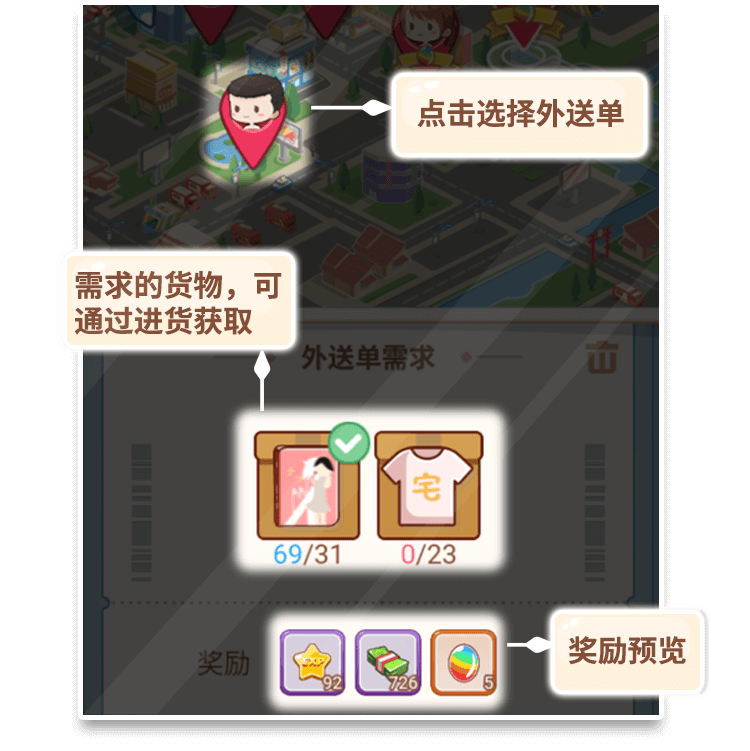 点击选择外送单
需求的货物，可
通过进货获取
外送单需求
宅
69/31
0/23
奖励
EXP
92
726
5
奖励预览